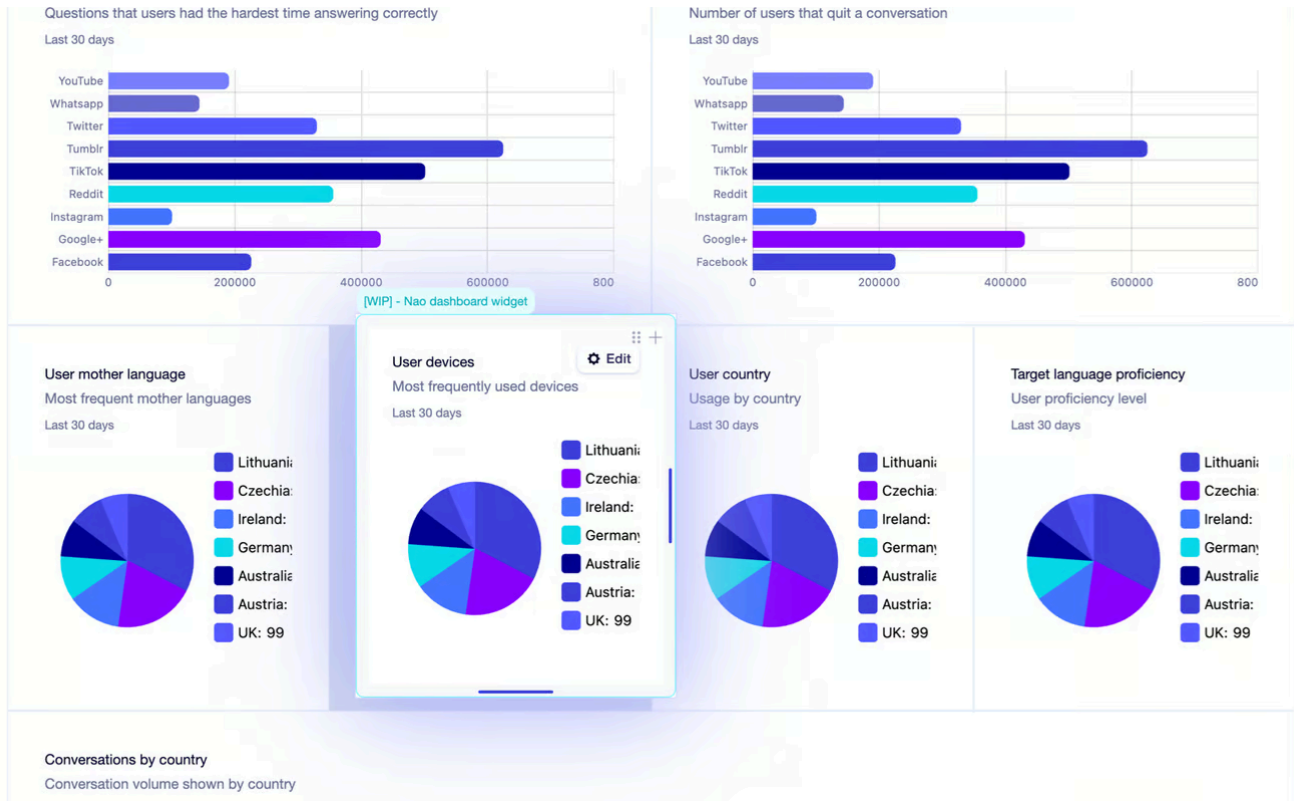 Questions that users had the hardest time answering correctly
Last 30 days
YouTube
Whatsapp
Twitter
Tumblr
TikTok
Reddit
Instagram
Google+
Facebook
0 200000 400000 600000 800
Number of users that quit a conversation
Last 30 days
YouTube
Whatsapp
Twitter
Tumblr
TikTok
Reddit
Instagram
Google+
Facebook
0 200000 400000 600000 800
[WIP] - Nao dashboard widget
User mother language
Most frequent mother languages
Last 30 days
Lithuani
Czechia:
Ireland:
German
Australia
Austria:
UK: 99
User devices
Edit
Most frequently used devices
Last 30 days
Lithuani
Czechia:
Ireland:
German
Australia
Austria:
UK: 99
User country
Usage by country
Last 30 days
Lithuani
Czechia:
Ireland:
German
Australia
Austria:
UK: 99
Target language proficiency
User proficiency level
Last 30 days
Lithuani
Czechia:
Ireland:
German
Australia
Austria:
UK: 99
Conversations by country
Conversation volume shown by country